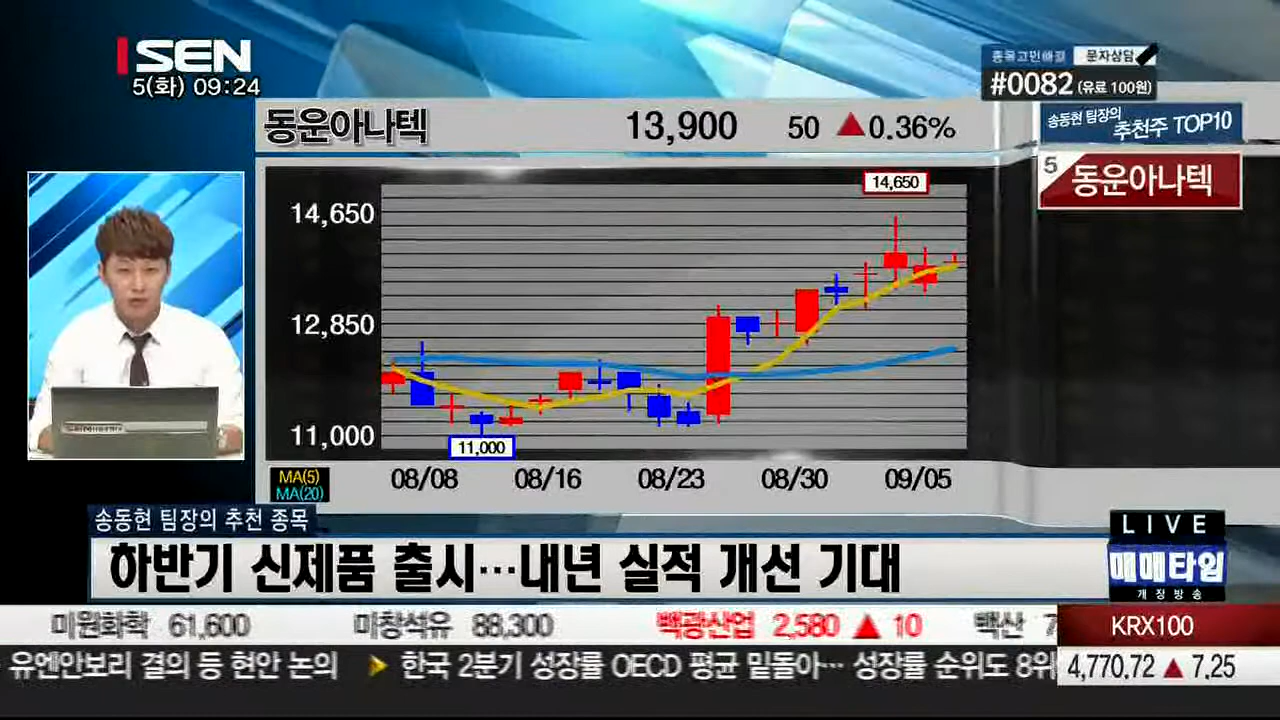 SEN
5(화) 09:24
종목고민해결 문자상담
#0082 (유료 100원)
동운아나텍 13,900 50 ▲0.36%
송동현 팀장의
추천주 TOP10
5 동운아나텍
14,650
14,650
12,850
11,000
11,000
MA(5)
MA(20)
08/08 08/16 08/23 08/30 09/05
송동현 팀장의 추천 종목
하반기 신제품 출시…내년 실적 개선 기대
LIVE
매매타임
개장방송
미원화학 61,600 미창석유 88,300 백광산업 2,580 ▲ 10 백산 7
KRX100
유엔안보리 결의 등 현안 논의 ▶ 한국 2분기 성장률 OECD 평균 밑돌아… 성장률 순위도 8위
4,770.72 ▲ 7.25